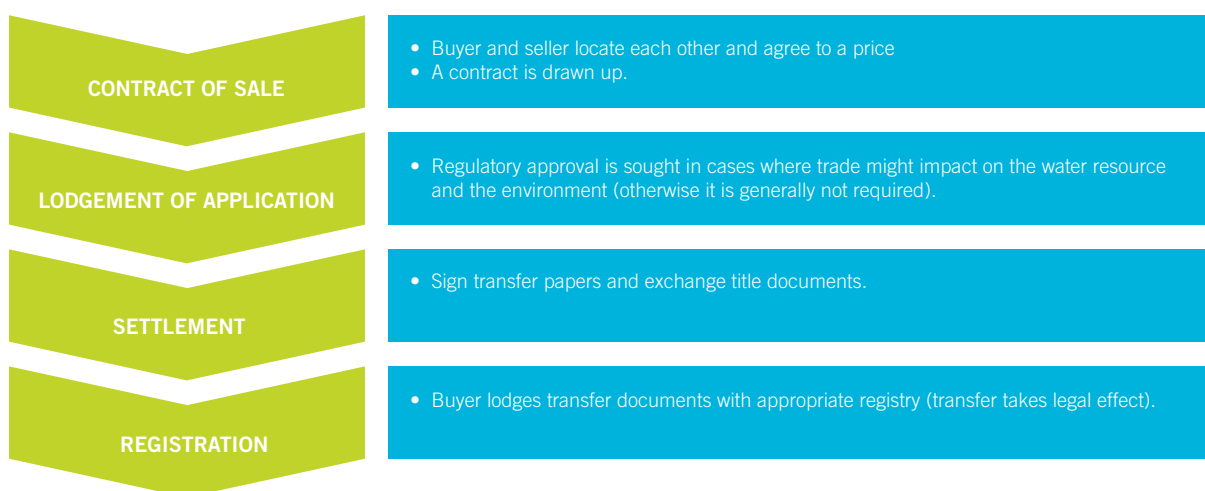 CONTRACT OF SALE
• Buyer and seller locate each other and agree to a price
• A contract is drawn up.
LODGEMENT OF APPLICATION
• Regulatory approval is sought in cases where trade might impact on the water resource
and the environment (otherwise it is generally not required).
SETTLEMENT
• Sign transfer papers and exchange title documents.
REGISTRATION
• Buyer lodges transfer documents with appropriate registry (transfer takes legal effect).